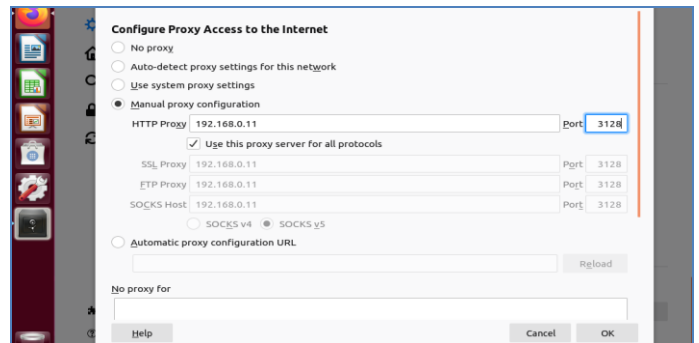 Configure Proxy Access to the Internet
No proxy
Auto-detect proxy settings for this network
Use system proxy settings
Manual proxy configuration
HTTP Proxy 192.168.0.11 Port 3128
Use this proxy server for all protocols
SSL Proxy 192.168.0.11 Port 3128
FTP Proxy 192.168.0.11 Port 3128
SOCKS Host 192.168.0.11 Port 3128
SOCKS v4 SOCKS v5
Automatic proxy configuration URL
Reload
No proxy for
Help Cancel OK